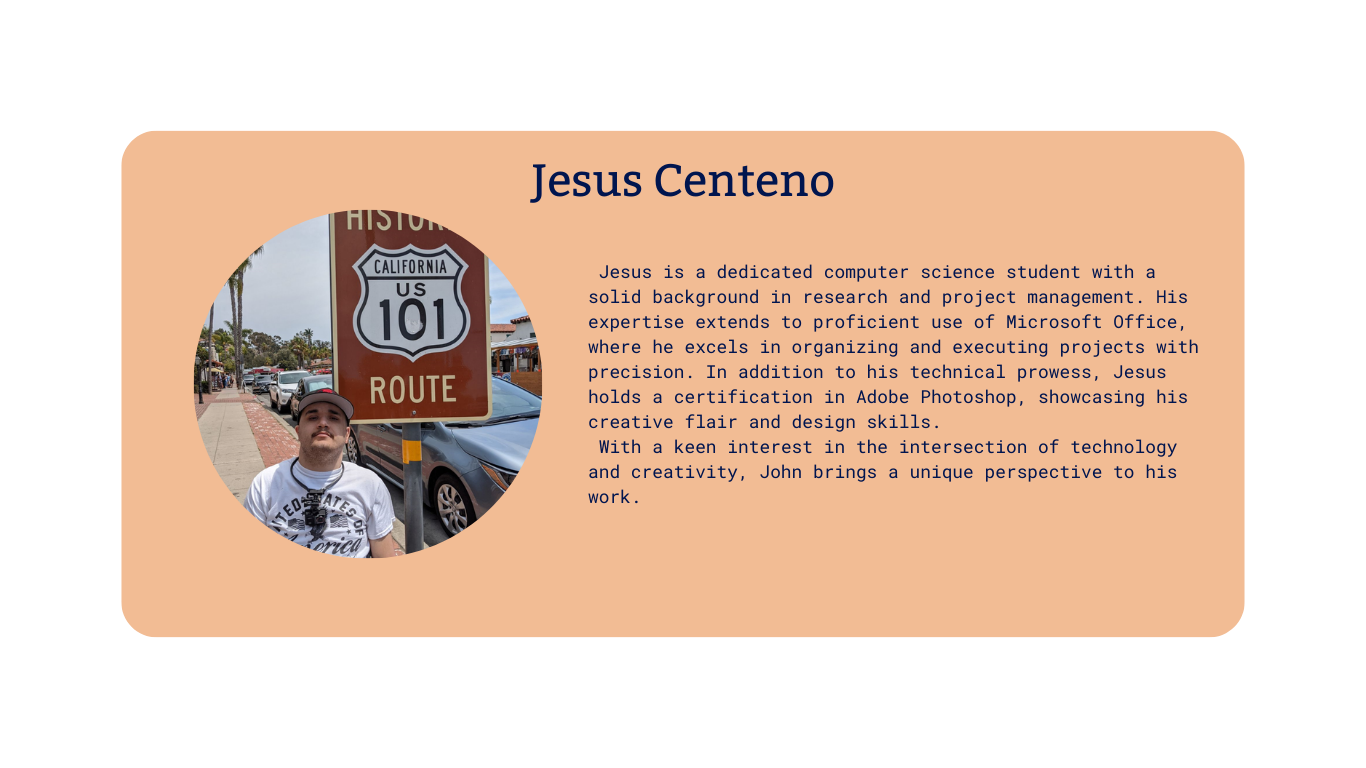 Jesus Centeno
HISTOR
CALIFORNIA
US
101
ROUTE
Jesus is a dedicated computer science student with a
solid background in research and project management. His
expertise extends to proficient use of Microsoft Office,
where he excels in organizing and executing projects with
precision. In addition to his technical prowess, Jesus
holds a certification in Adobe Photoshop, showcasing his
creative flair and design skills.
With a keen interest in the intersection of technology
and creativity, John brings a unique perspective to his
work.
ATES OF
America